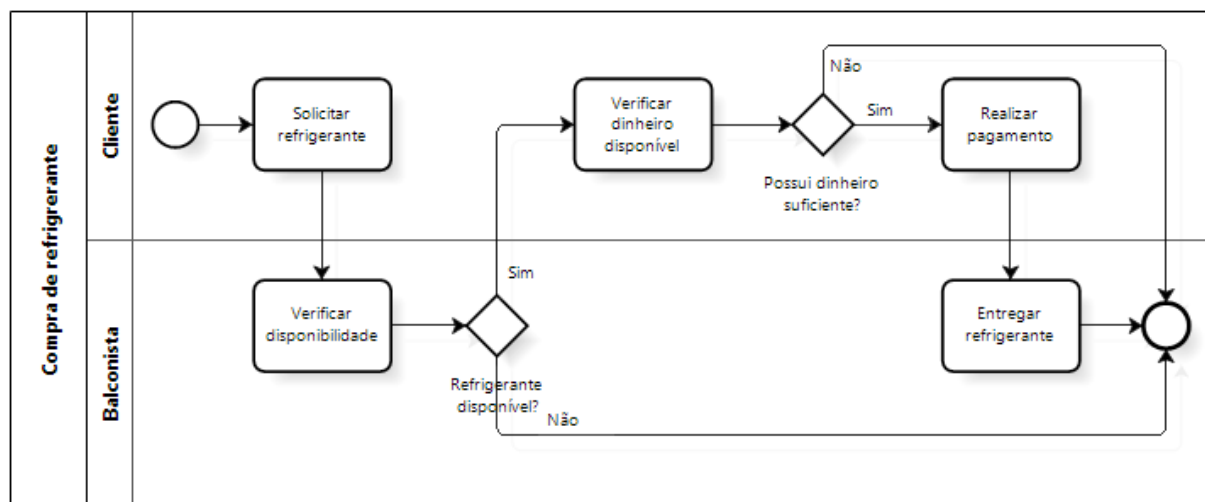 Compra de refrigrerante
Cliente
Solicitar
refrigerante
Verificar
dinheiro
disponível
Não
Sim
Possui dinheiro
suficiente?
Realizar
pagamento
Balconista
Verificar
disponibilidade
Sim
Refrigerante
disponível?
Não
Entregar
refrigerante